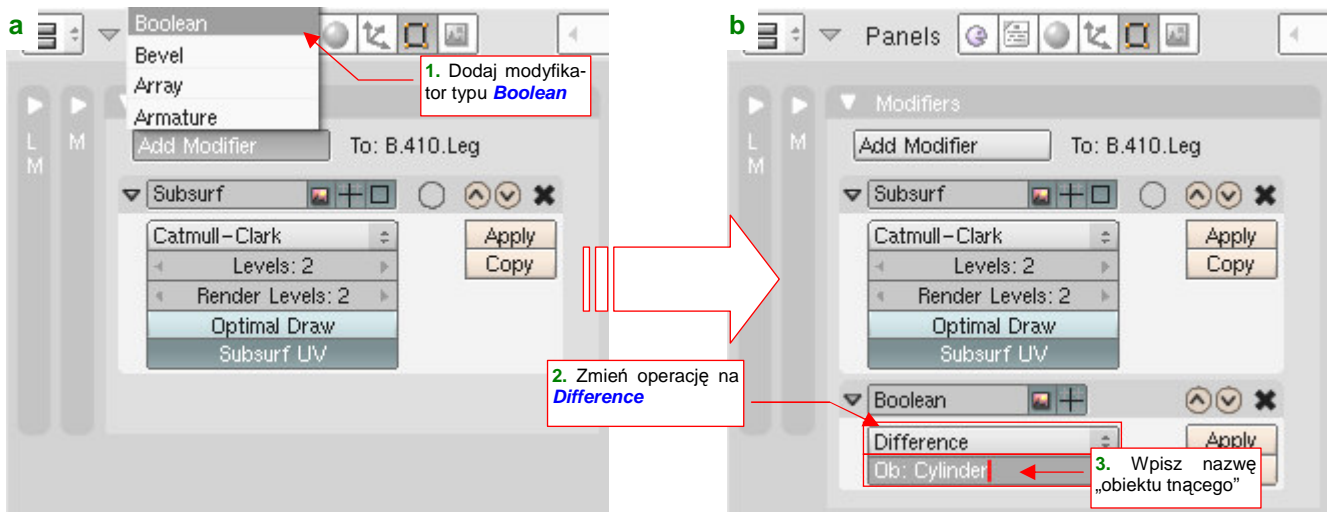 a
Boolean
Bevel
Array
Armature
1. Dodaj modyfika-
tor typu Boolean
L
M
M
Add Modifier
To: B.410.Leg
Subsurf
Catmull-Clark
Apply
Levels: 2
Copy
Render Levels: 2
Optimal Draw
Subsurf UV
2. Zmień operację na
Difference
b
Panels
Modifiers
L
M
M
Add Modifier
To: B.410.Leg
Subsurf
Catmull-Clark
Apply
Levels: 2
Copy
Render Levels: 2
Optimal Draw
Subsurf UV
Boolean
Difference
Apply
Ob: Cylinder
3. Wpisz nazwę
„obiektu tnącego”